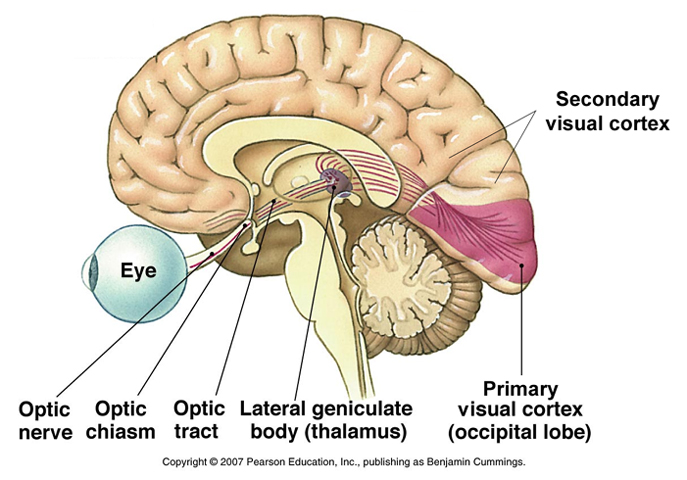 Secondary
visual cortex
Eye
Optic
nerve
Optic
chiasm
Optic
tract
Lateral geniculate
body (thalamus)
Primary
visual cortex
(occipital lobe)
Copyright © 2007 Pearson Education, Inc., publishing as Benjamin Cummings.